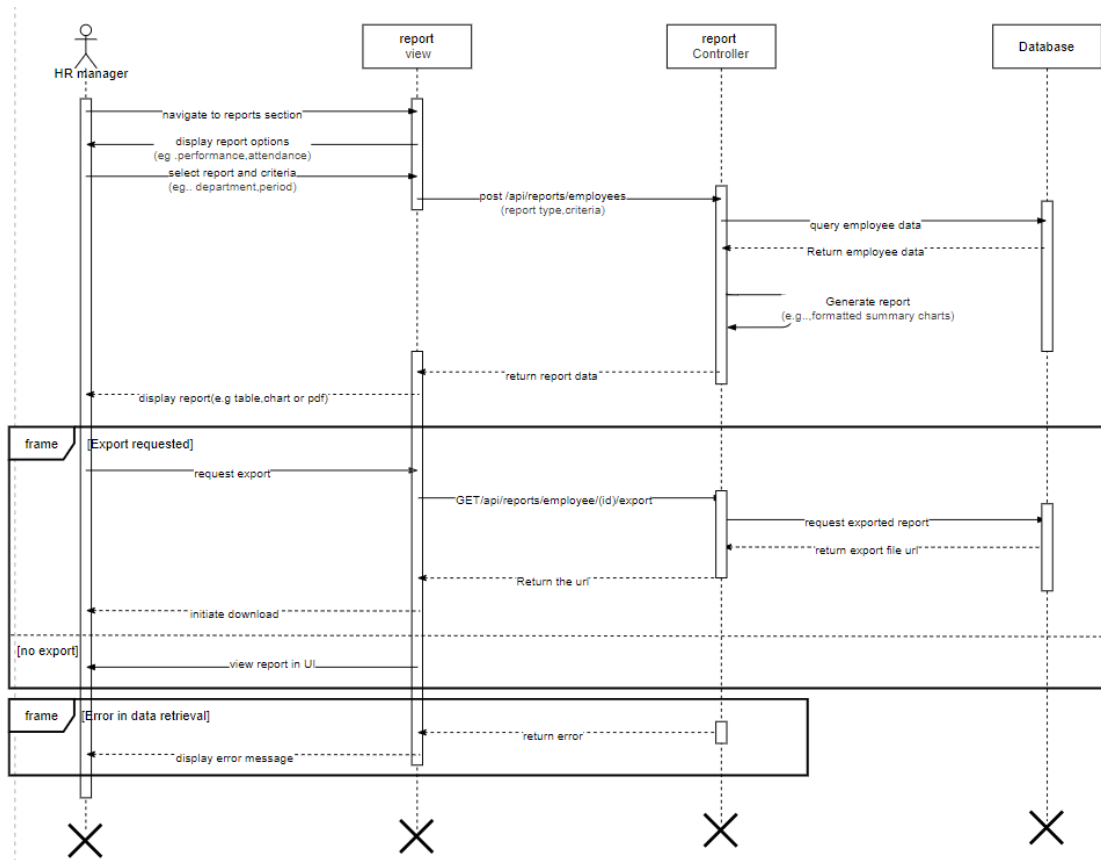 HR manager
report
view
report
Controller
Database
navigate to reports section
display report options
(eg .performance,attendance)
select report and criteria
(eg.. department,period)
post /api/reports/employees
(report type,criteria)
query employee data
Return employee data
Generate report
(e.g..,formatted summary charts)
return report data
display report(e.g table,chart or pdf)
frame
[Export requested]
request export
GET/api/reports/employee/(id)/export
request exported report
return export file url
Return the url
initiate download
[no export]
view report in UI
frame
[Error in data retrieval]
return error
display error message